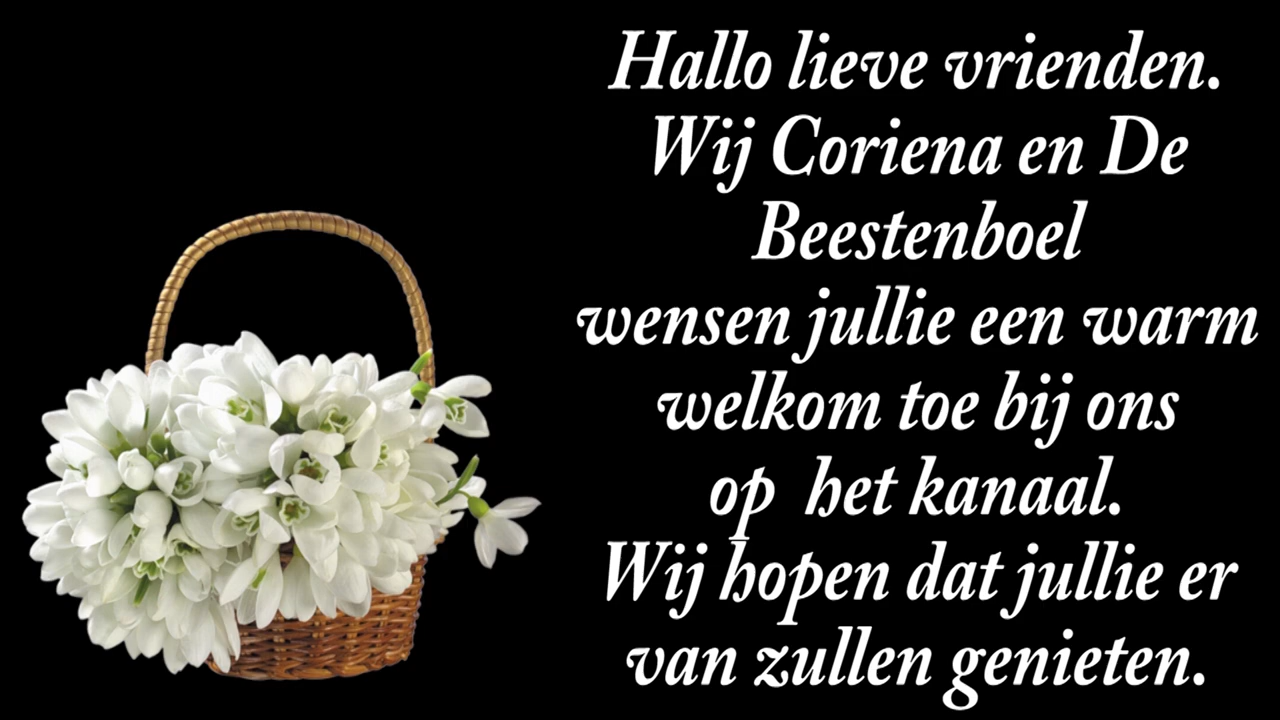 Hallo lieve vrienden.
Wij Coriena en De
Beestenboel
wensen jullie een warm
welkom toe bij ons
op het kanaal.
Wij hopen dat jullie er
van zullen genieten.